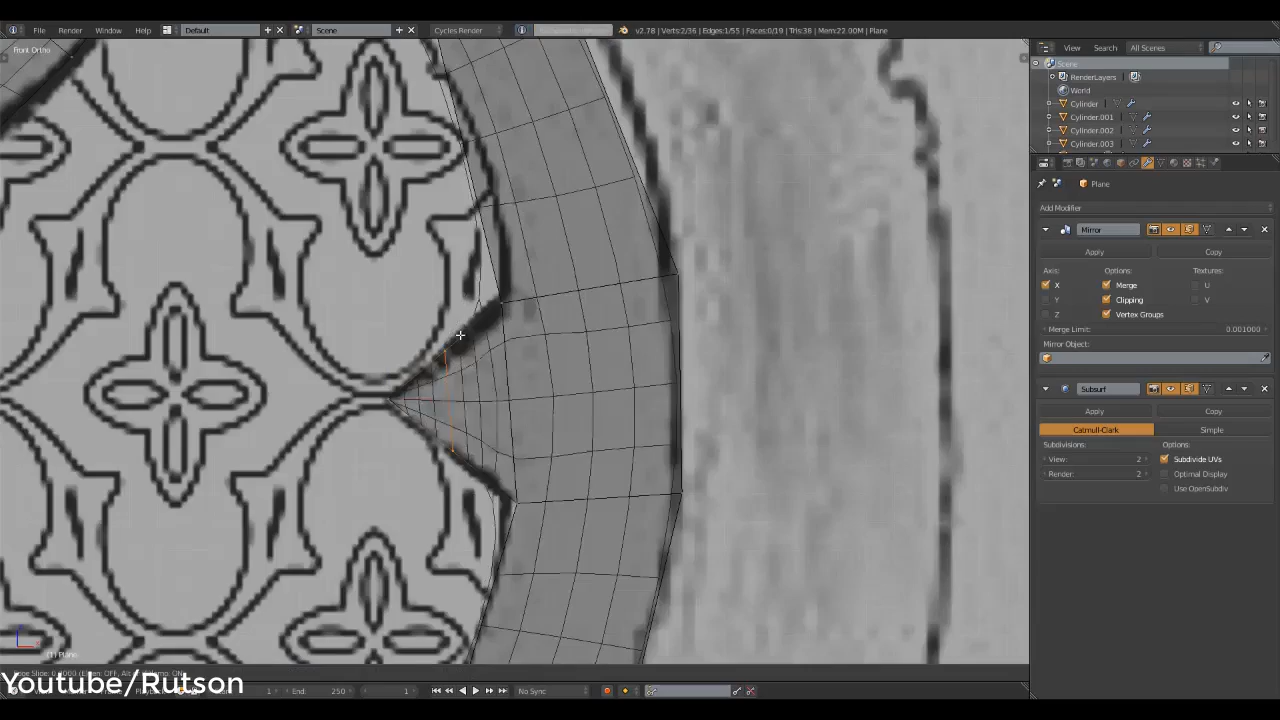 File Render Window Help Default Scene Cycles Render v2.78 | Verts:2/36 | Edges:1/55 | Faces:0/19 | Tris:36 | Mem:22.00M | Plane
Front Ortho
View Search All Scenes
Scene
RenderLayers
World
Cylinder
Cylinder.001
Cylinder.002
Cylinder.003
Plane
Add Modifier
Mirror
Apply Copy
Axis: Options: Textures:
X Merge U
Y Clipping V
Z Vertex Groups
Merge Limit: 0.001000
Mirror Object:
Subsurf
Apply Copy
Catmull-Clark Simple
Subdivisions: Options:
View: 2 Subdivide UVs
Render: 2 Optimal Display
Use OpenSubdiv
(1) Plane
Youtube/Rutson
1 End: 250 1 No Sync